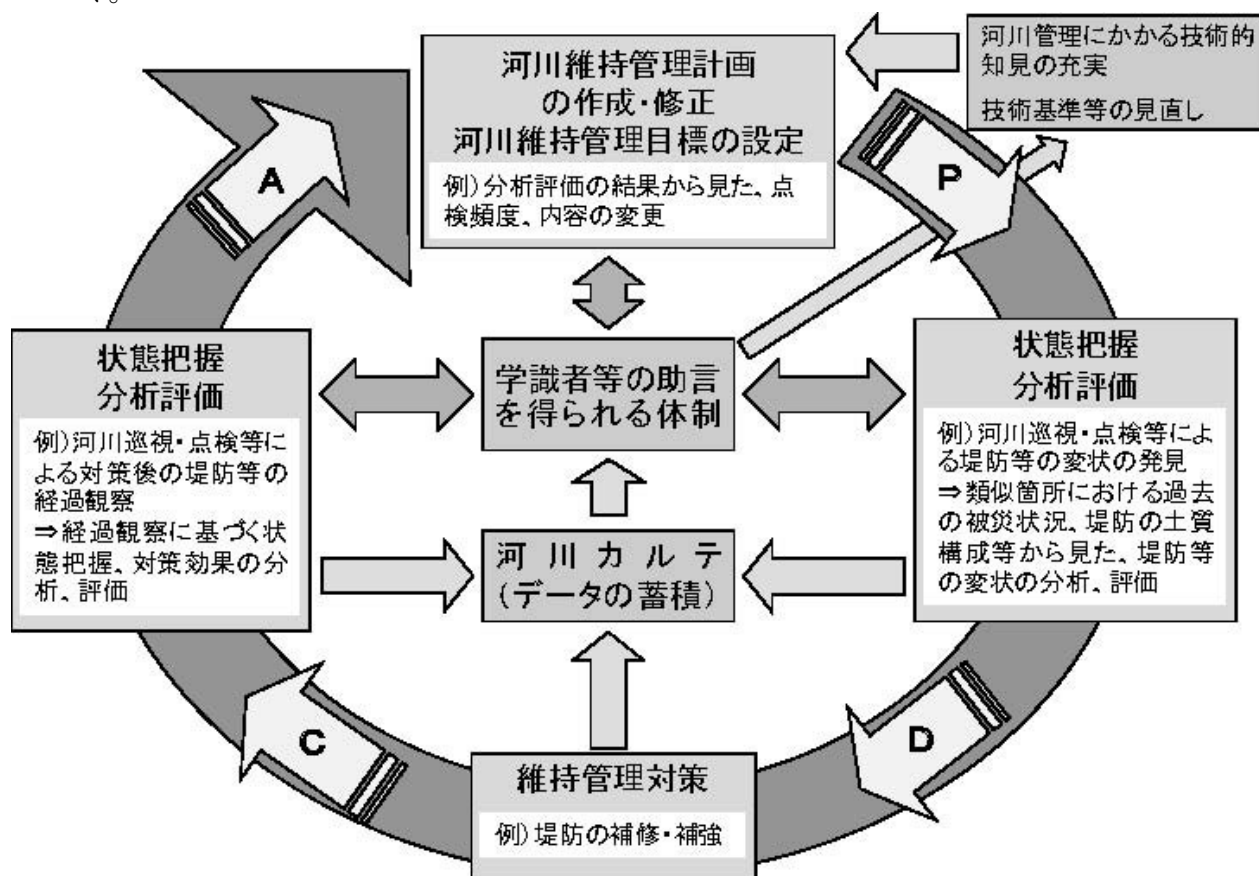 す。
河川維持管理計画
の作成・修正
河川維持管理目標の設定
例)分析評価の結果から見た、点
検頻度、内容の変更
河川管理にかかる技術的
知見の充実
技術基準等の見直し
A
P
状態把握
分析評価
例)河川巡視・点検等に
よる対策後の堤防等の
経過観察
⇒経過観察に基づく状
態把握、対策効果の分
析、評価
学識者等の助言
を得られる体制
状態把握
分析評価
例)河川巡視・点検等によ
る堤防等の変状の発見
⇒類似箇所における過去
の被災状況、堤防の土質
構成等から見た、堤防等
の変状の分析、評価
河川カルテ
(データの蓄積)
C
D
維持管理対策
例)堤防の補修・補強